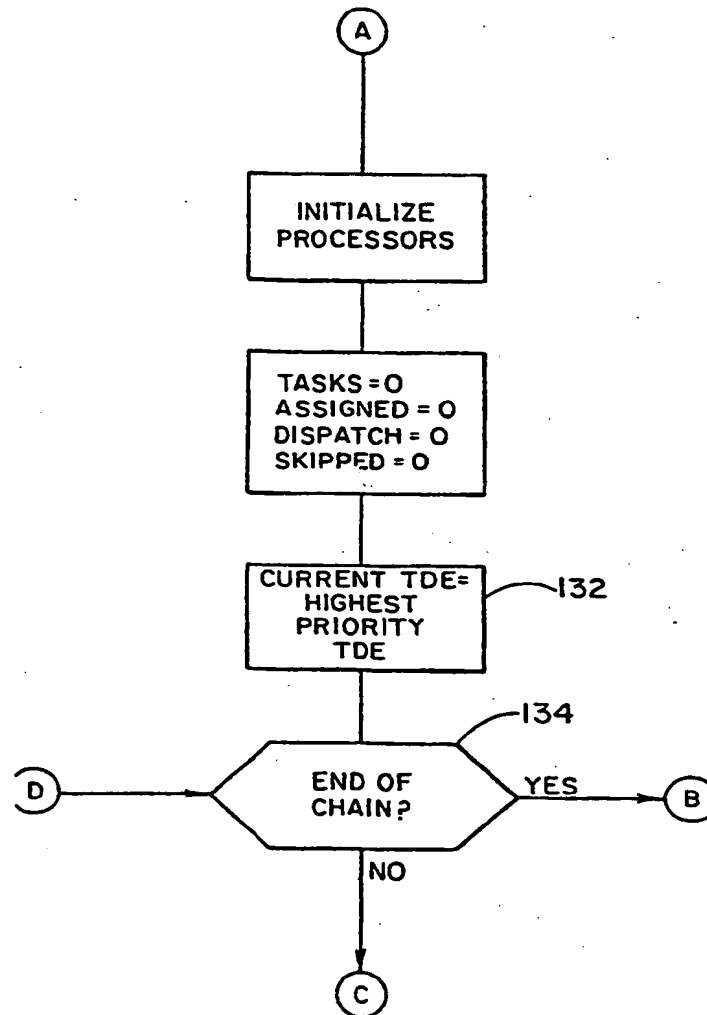 A
INITIALIZE
PROCESSORS
TASKS = 0
ASSIGNED = 0
DISPATCH = 0
SKIPPED = 0
CURRENT TDE=
HIGHEST
PRIORITY
TDE
132
134
D
END OF
CHAIN?
YES
B
NO
C